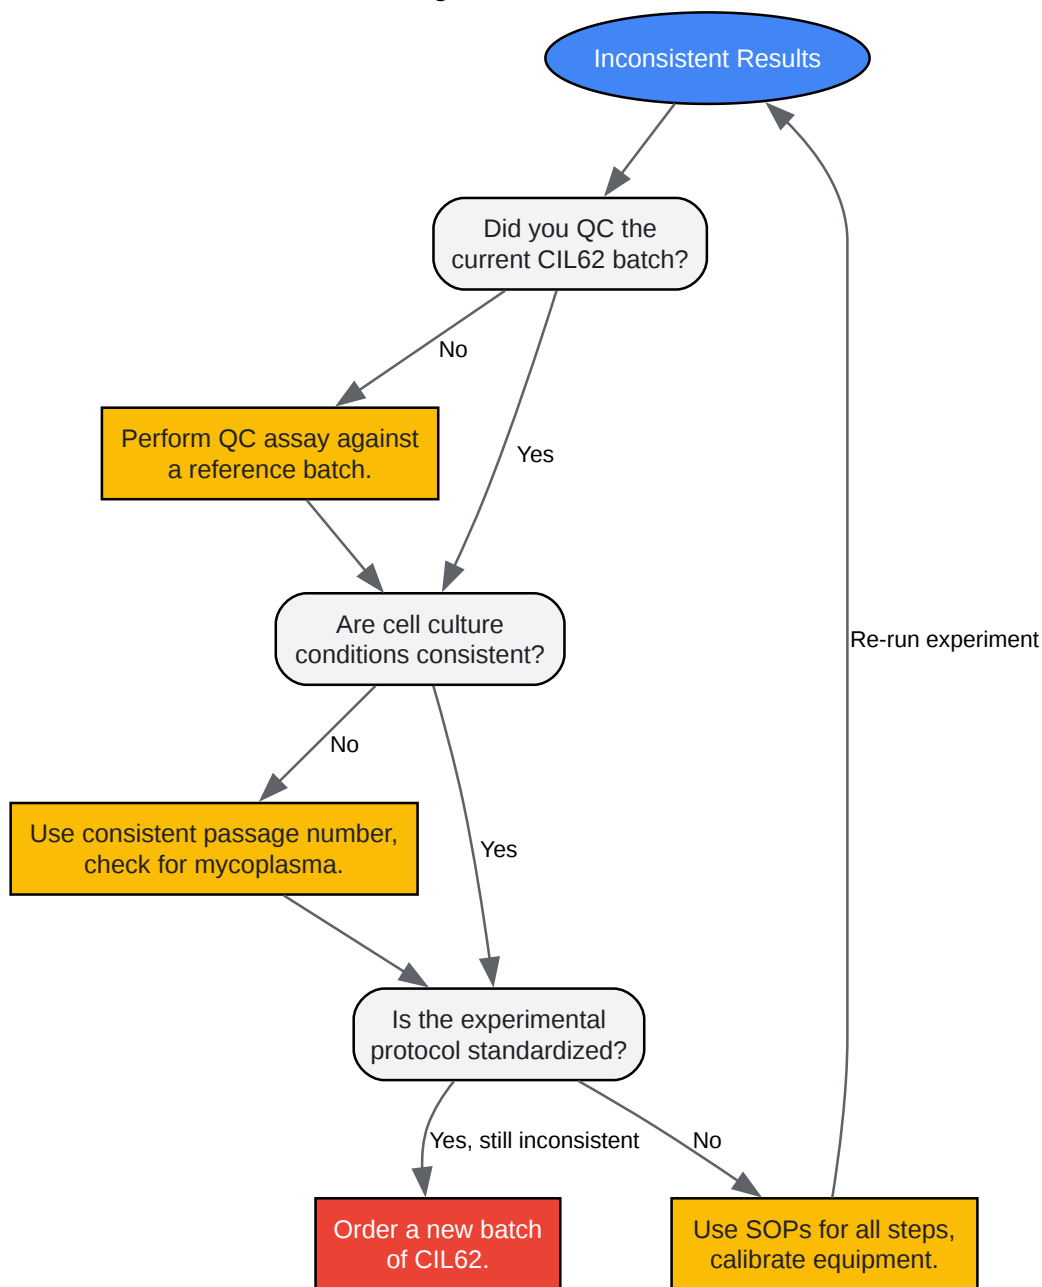 Inconsistent Results
Did you QC the
current CIL62 batch?
No
Perform QC assay against
a reference batch.
Yes
Are cell culture
conditions consistent?
Re-run experiment
No
Use consistent passage number,
check for mycoplasma.
Yes
Is the experimental
protocol standardized?
Yes, still inconsistent
No
Order a new batch
of CIL62.
Use SOPs for all steps,
calibrate equipment.